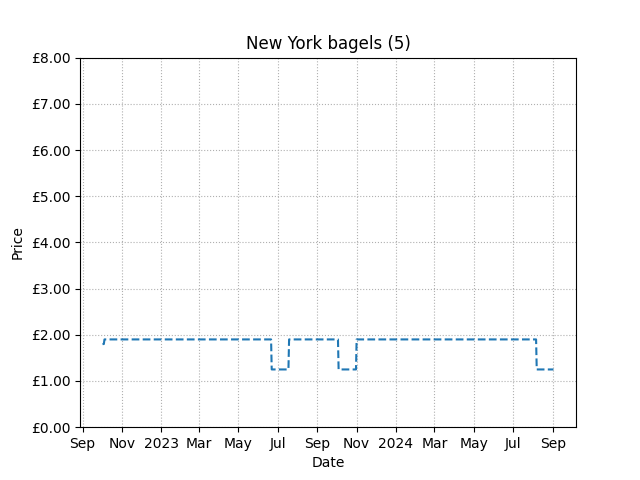 New York bagels (5)
£8.00
£7.00
£6.00
£5.00
£4.00
£3.00
£2.00
£1.00
£0.00
Price
Sep Nov 2023 Mar May Jul Sep Nov 2024 Mar May Jul Sep
Date